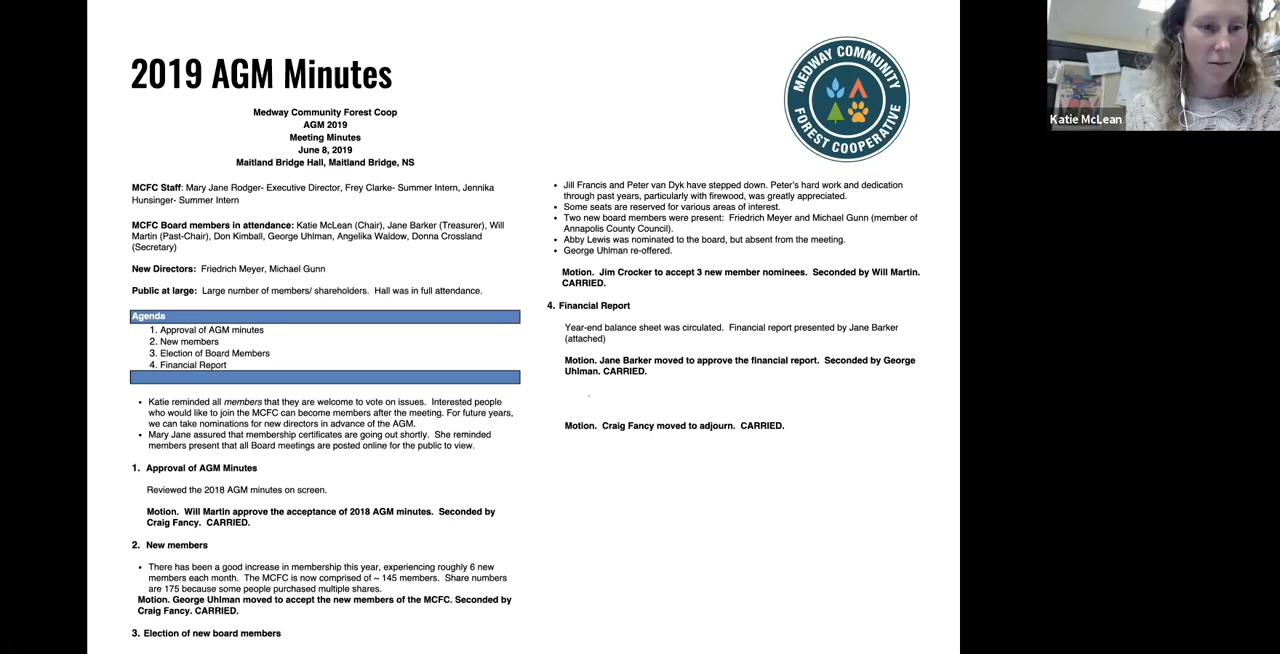 2019 AGM Minutes
MEDWAY COMMUNITY
FOREST COOPERATIVE
Katie McLean
Medway Community Forest Coop
AGM 2019
Meeting Minutes
June 8, 2019
Maitland Bridge Hall, Maitland Bridge, NS
MCFC Staff: Mary Jane Rodger- Executive Director, Frey Clarke- Summer Intern, Jennika
Hunsinger- Summer Intern
MCFC Board members in attendance: Katie McLean (Chair), Jane Barker (Treasurer), Will
Martin (Past-Chair), Don Kimball, George Uhlman, Angelika Waldow, Donna Crossland
(Secretary)
New Directors: Friedrich Meyer, Michael Gunn
Public at large: Large number of members/ shareholders. Hall was in full attendance.
Agenda
1. Approval of AGM minutes
2. New members
3. Election of Board Members
4. Financial Report
• Katie reminded all members that they are welcome to vote on issues. Interested people
who would like to join the MCFC can become members after the meeting. For future years,
we can take nominations for new directors in advance of the AGM.
• Mary Jane assured that membership certificates are going out shortly. She reminded
members present that all Board meetings are posted online for the public to view.
1. Approval of AGM Minutes
Reviewed the 2018 AGM minutes on screen.
Motion. Will Martin approve the acceptance of 2018 AGM minutes. Seconded by
Craig Fancy. CARRIED.
2. New members
• There has been a good increase in membership this year, experiencing roughly 6 new
members each month. The MCFC is now comprised of ~ 145 members. Share numbers
are 175 because some people purchased multiple shares.
Motion. George Uhlman moved to accept the new members of the MCFC. Seconded by
Craig Fancy. CARRIED.
3. Election of new board members
• Jill Francis and Peter van Dyk have stepped down. Peter's hard work and dedication
through past years, particularly with firewood, was greatly appreciated.
• Some seats are reserved for various areas of interest.
• Two new board members were present: Friedrich Meyer and Michael Gunn (member of
Annapolis County Council).
• Abby Lewis was nominated to the board, but absent from the meeting.
• George Uhlman re-offered.
Motion. Jim Crocker to accept 3 new member nominees. Seconded by Will Martin.
CARRIED.
4. Financial Report
Year-end balance sheet was circulated. Financial report presented by Jane Barker
(attached)
Motion. Jane Barker moved to approve the financial report. Seconded by George
Uhlman. CARRIED.
Motion. Craig Fancy moved to adjourn. CARRIED.